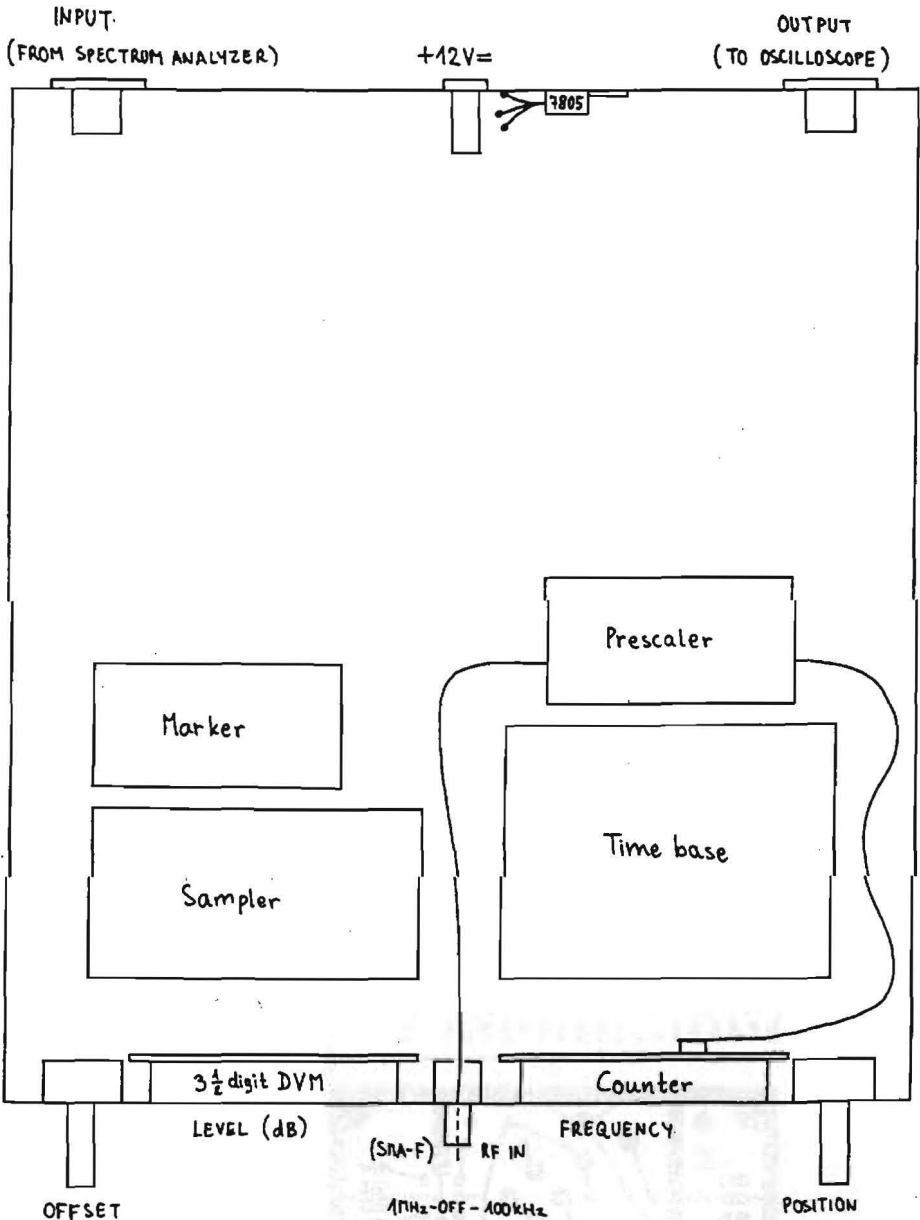 INPUT.
(FROM SPECTRUM ANALYZER)
+12V=
OUTPUT
(TO OSCILLOSCOPE)
7805
Prescaler
Marker
Time base
Sampler
3½ digit DVM
Counter
LEVEL (dB)
(SMA-F)
RF IN
FREQUENCY
OFFSET
1MHz-OFF-100kHz
POSITION